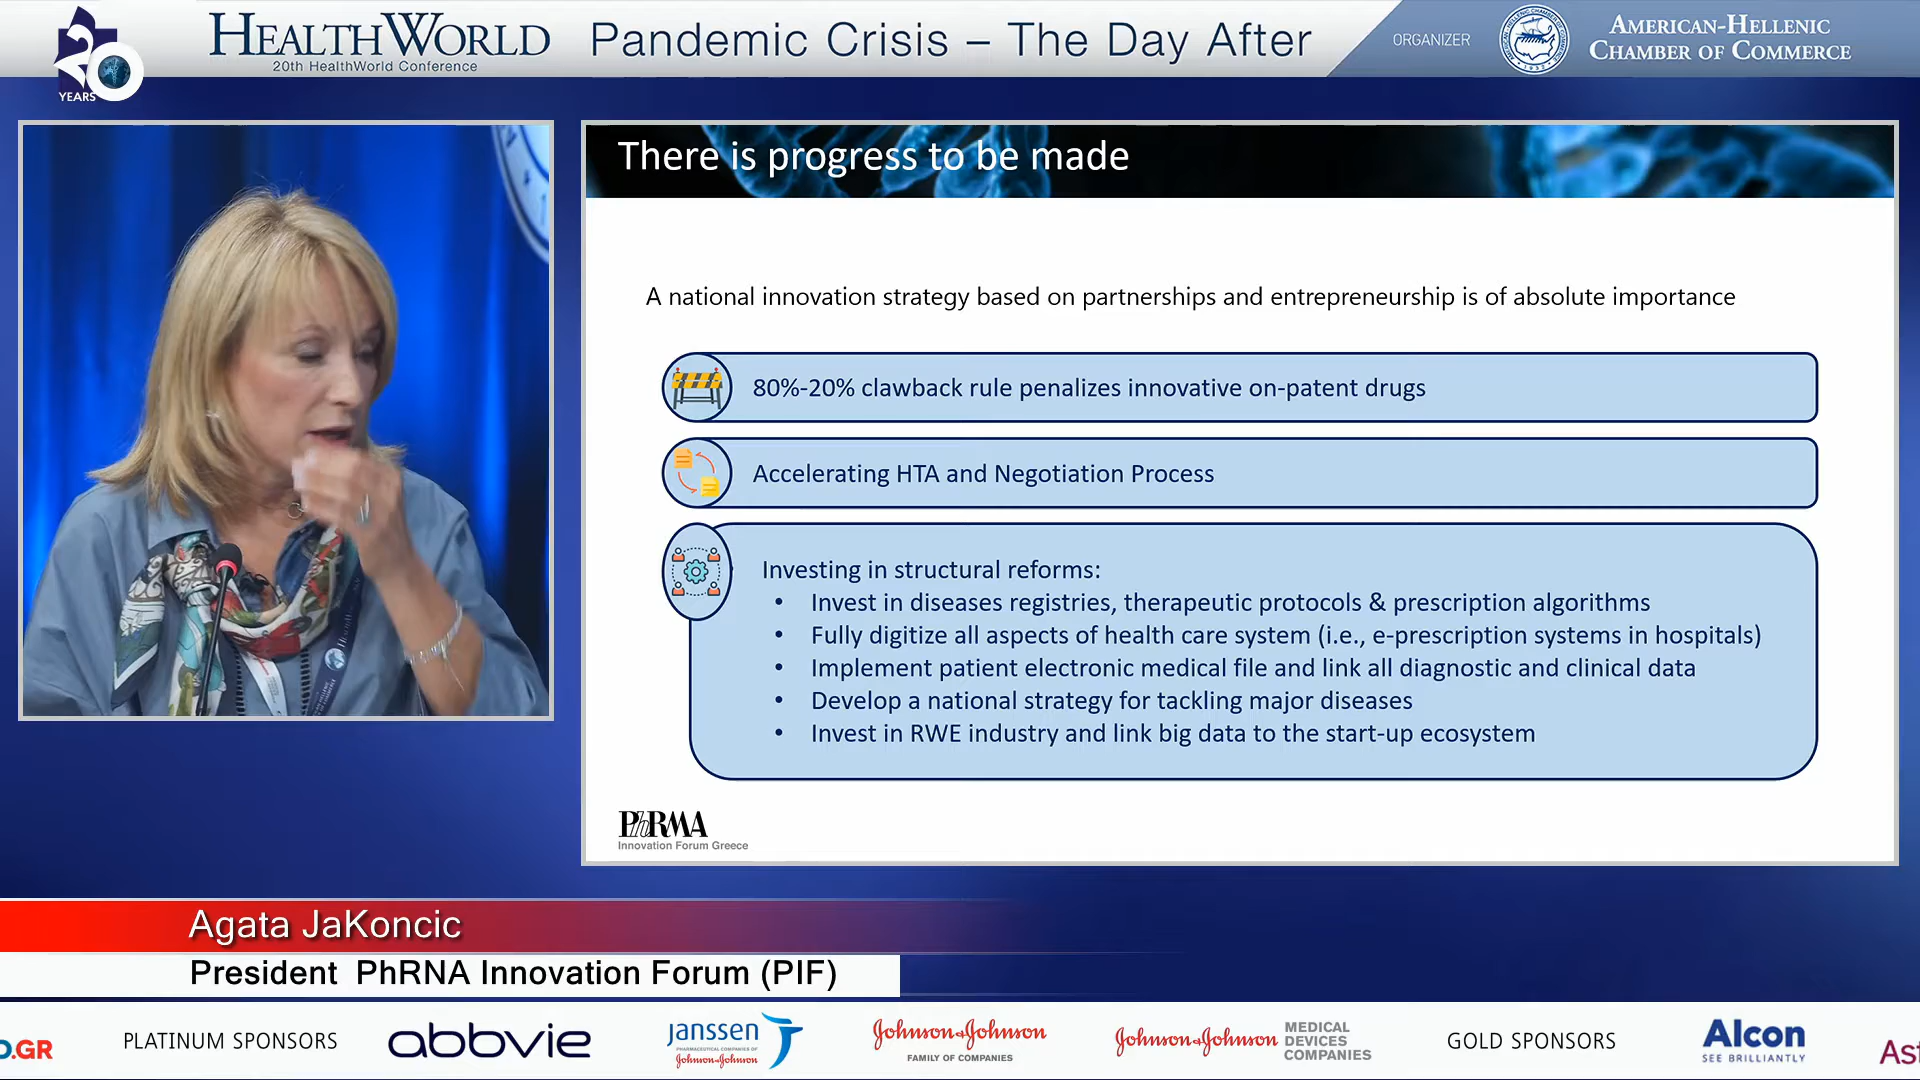 20
YEARS
HEALTHWORLD
20th HealthWorld Conference
Pandemic Crisis – The Day After
ORGANIZER
AMERICAN-HELLENIC
CHAMBER OF COMMERCE
There is progress to be made
A national innovation strategy based on partnerships and entrepreneurship is of absolute importance
80%-20% clawback rule penalizes innovative on-patent drugs
Accelerating HTA and Negotiation Process
Investing in structural reforms:
• Invest in diseases registries, therapeutic protocols & prescription algorithms
• Fully digitize all aspects of health care system (i.e., e-prescription systems in hospitals)
• Implement patient electronic medical file and link all diagnostic and clinical data
• Develop a national strategy for tackling major diseases
• Invest in RWE industry and link big data to the start-up ecosystem
PhRMA
Innovation Forum Greece
Agata JaKoncic
President PhRNA Innovation Forum (PIF)
.GR
PLATINUM SPONSORS
abbvie
janssen
PHARMACEUTICAL COMPANIES OF
Johnson & Johnson
Johnson & Johnson
FAMILY OF COMPANIES
Johnson & Johnson
MEDICAL
DEVICES
COMPANIES
GOLD SPONSORS
Alcon
SEE BRILLIANTLY